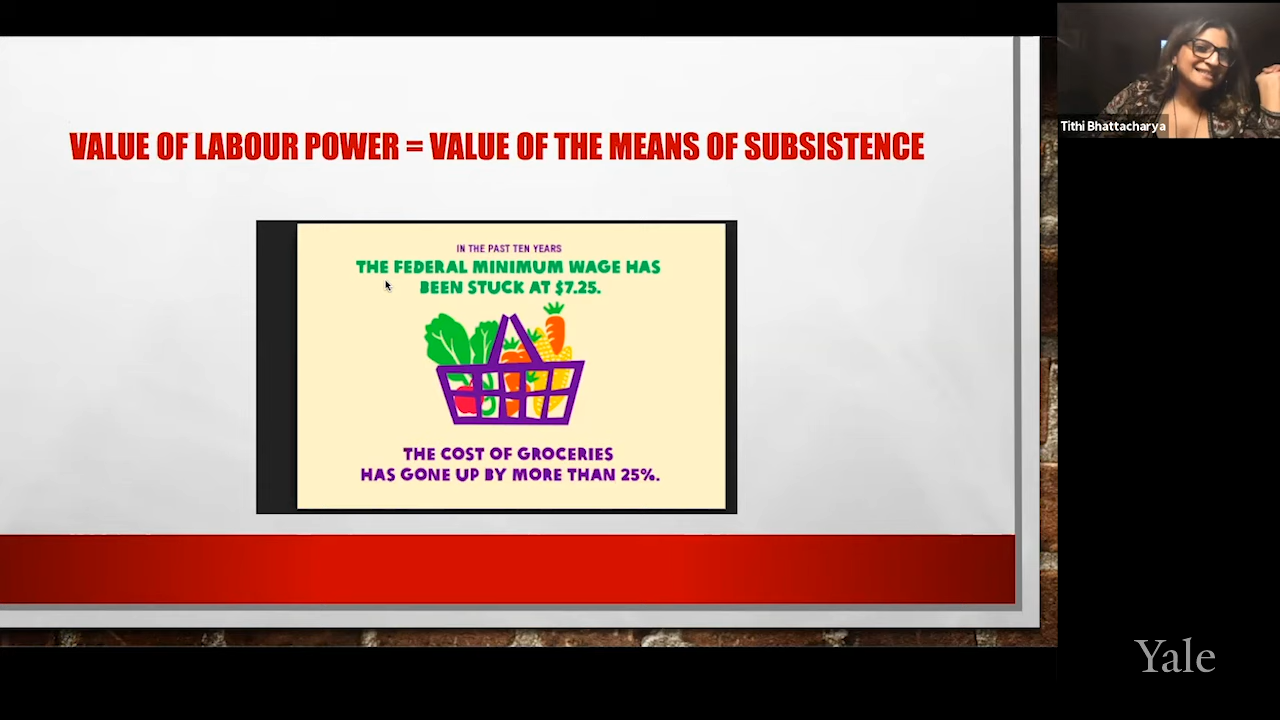 VALUE OF LABOUR POWER = VALUE OF THE MEANS OF SUBSISTENCE
IN THE PAST TEN YEARS
THE FEDERAL MINIMUM WAGE HAS
BEEN STUCK AT $7.25.
THE COST OF GROCERIES
HAS GONE UP BY MORE THAN 25%.
Tithi Bhattacharya
Yale